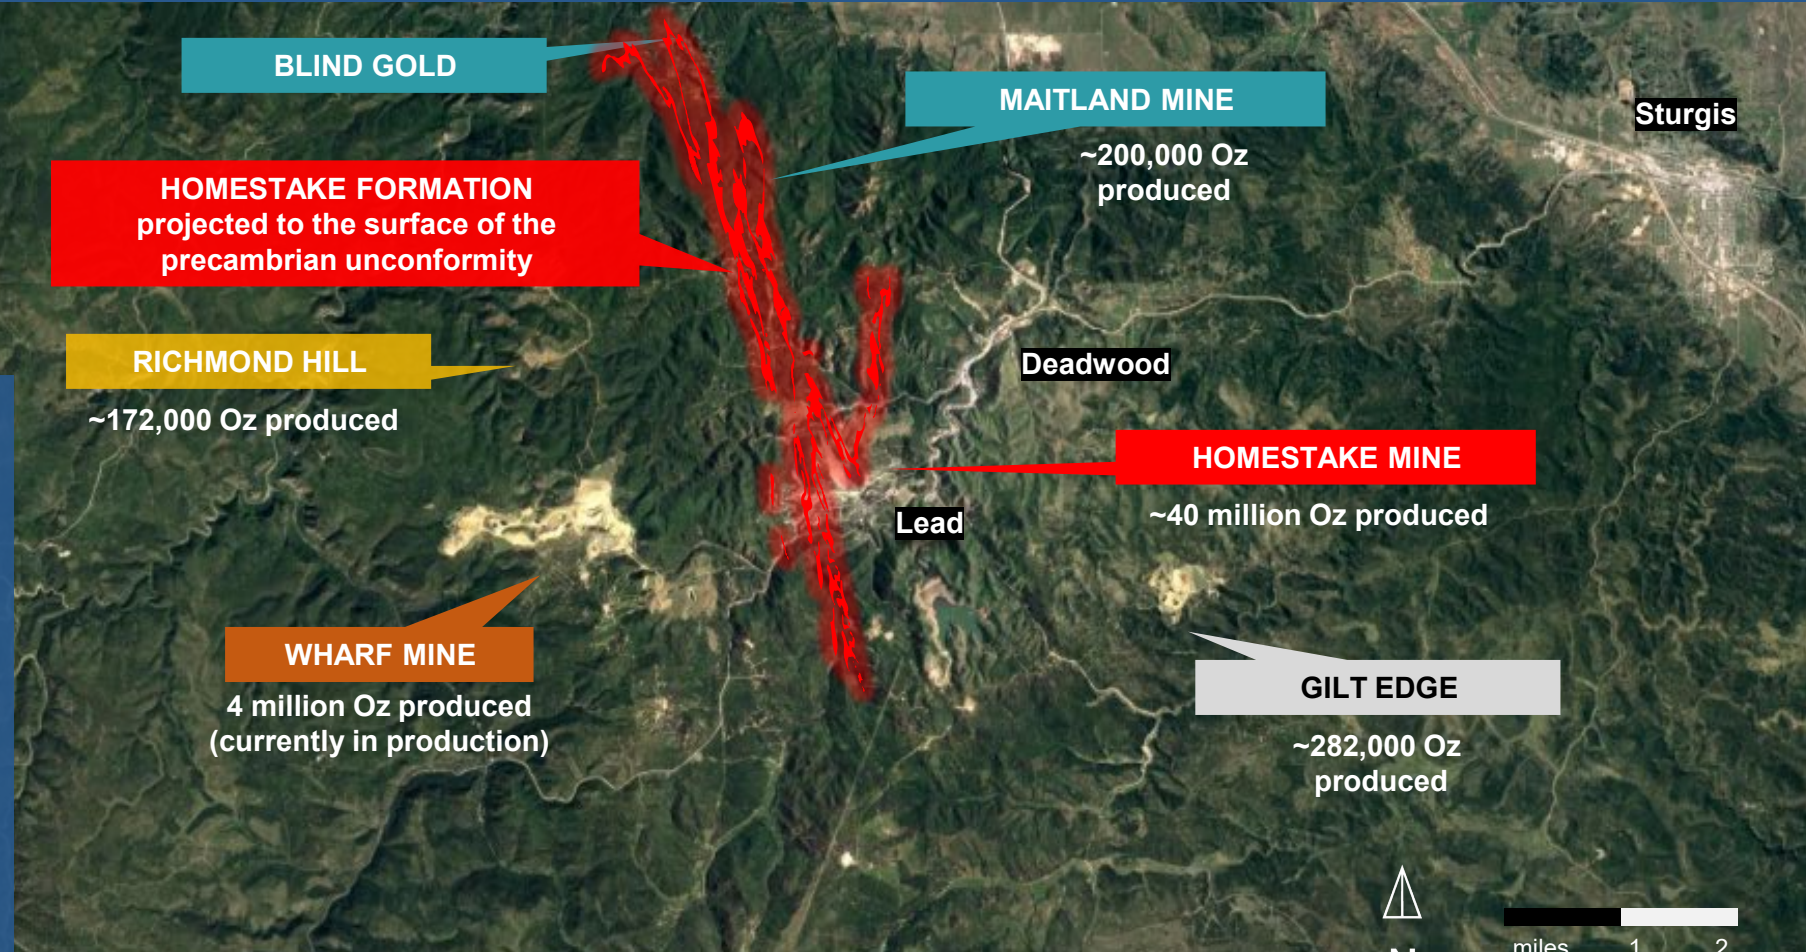 BLIND GOLD
MAITLAND MINE
~200,000 Oz
produced
Sturgis
HOMESTAKE FORMATION
projected to the surface of the
precambrian unconformity
RICHMOND HILL
~172,000 Oz produced
Deadwood
HOMESTAKE MINE
~40 million Oz produced
Lead
WHARF MINE
4 million Oz produced
(currently in production)
GILT EDGE
~282,000 Oz
produced
N
miles 1 2